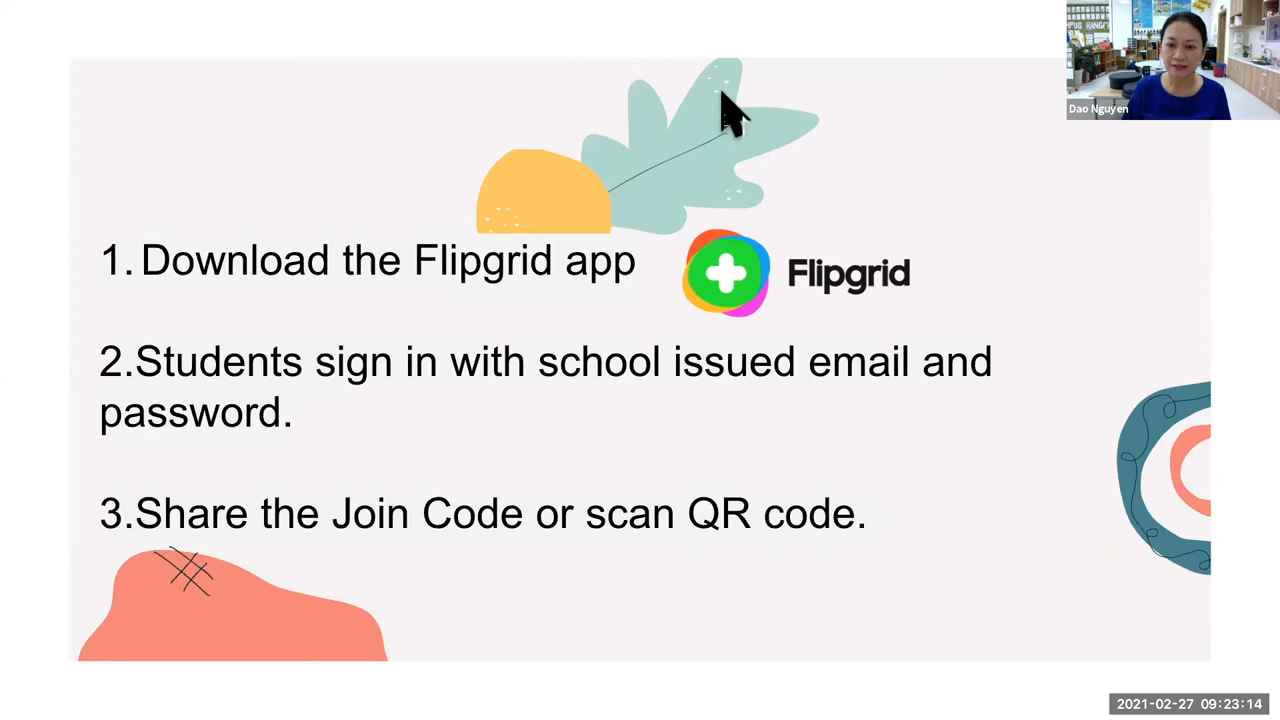 Dao Nguyen
1. Download the Flipgrid app
Flipgrid
2.Students sign in with school issued email and
password.
3.Share the Join Code or scan QR code.
2021-02-27 09:23:14